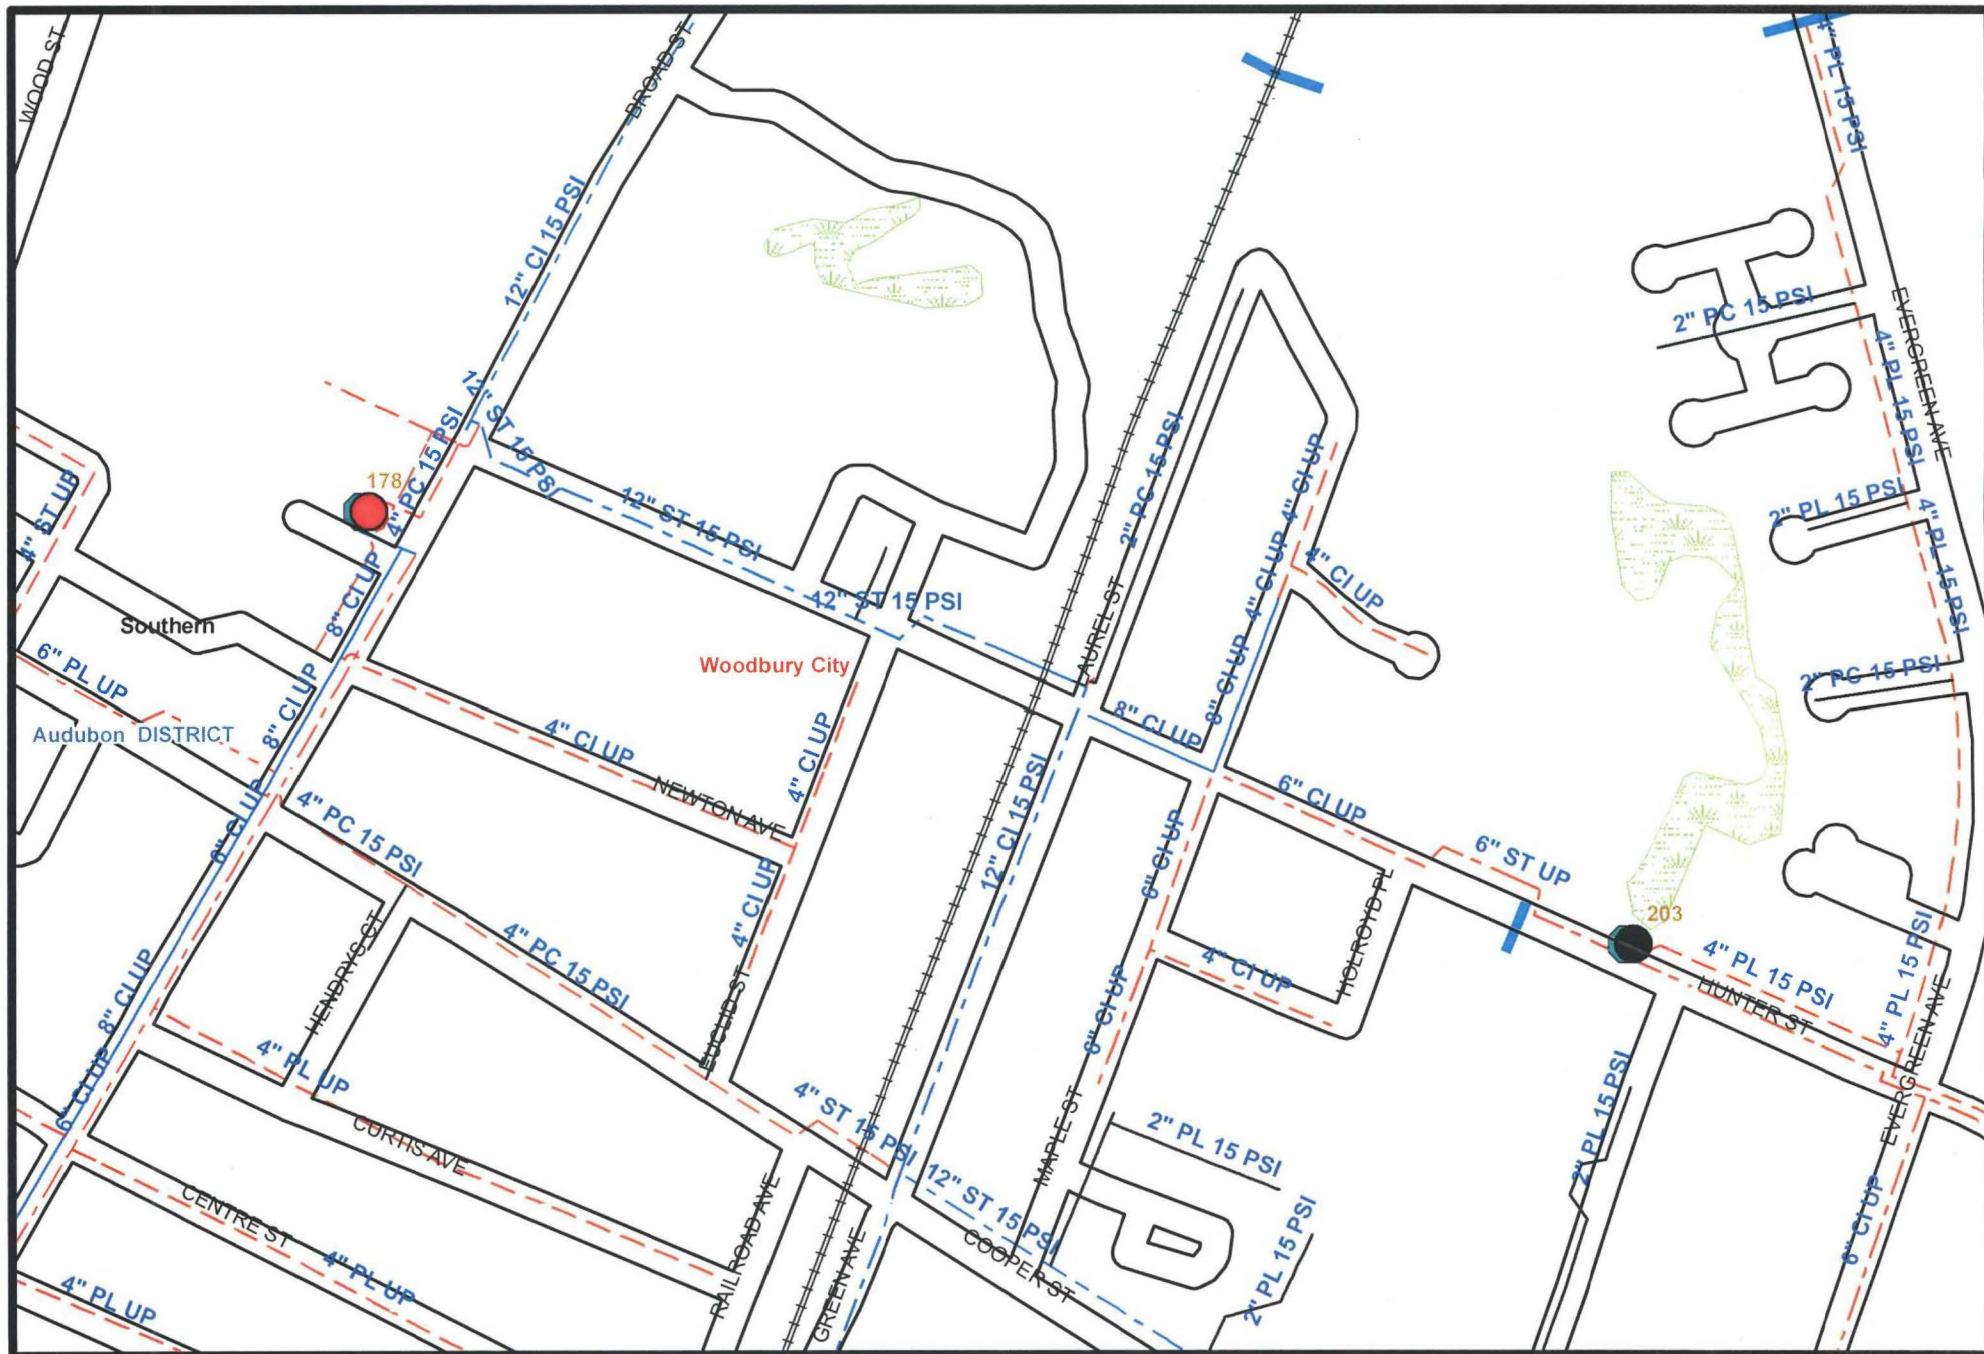 WOOD ST
BROAD ST
4" PL 15 PSI
12" CI 15 PSI
2" PC 15 PSI
EVERGREEN AVE
4" PL 15 PSI
12" ST 15 PS
4" PC 15 PSI
178
4" ST UP
12" ST 15 PSI
2" PC 15 PSI
4" CI UP
2" PL 15 PSI
4" PL 15 PSI
4" CI UP
4" CI UP
8" CI UP
12" ST 15 PSI
LAUREL ST
Southern
6" PL UP
Woodbury City
8" CI UP
2" PC 15 PSI
8" CI UP
8" CI UP
Audubon DISTRICT
4" CI UP
4" CI UP
NEWTON AVE
6" CI UP
6" CI UP
4" PC 15 PSI
12" CI 15 PSI
6" CI UP
6" ST UP
4" CI UP
HOLROYD PL
203
HENDRYS CT
4" PC 15 PSI
4" CI UP
4" PL 15 PSI
4" PL 15 PSI
HUNTER ST
8" CI UP
EUCLID ST
6" CI UP
EVERGREEN AVE
6" CI UP
4" PL UP
CURTIS AVE
4" ST 15 PSI
MAPLE ST
2" PL 15 PSI
2" PL 15 PSI
12" ST 15 PSI
CENTRE ST
4" PL UP
RAILROAD AVE
GREEN AVE
COOPER ST
2" PL 15 PSI
6" CI UP
4" PL UP